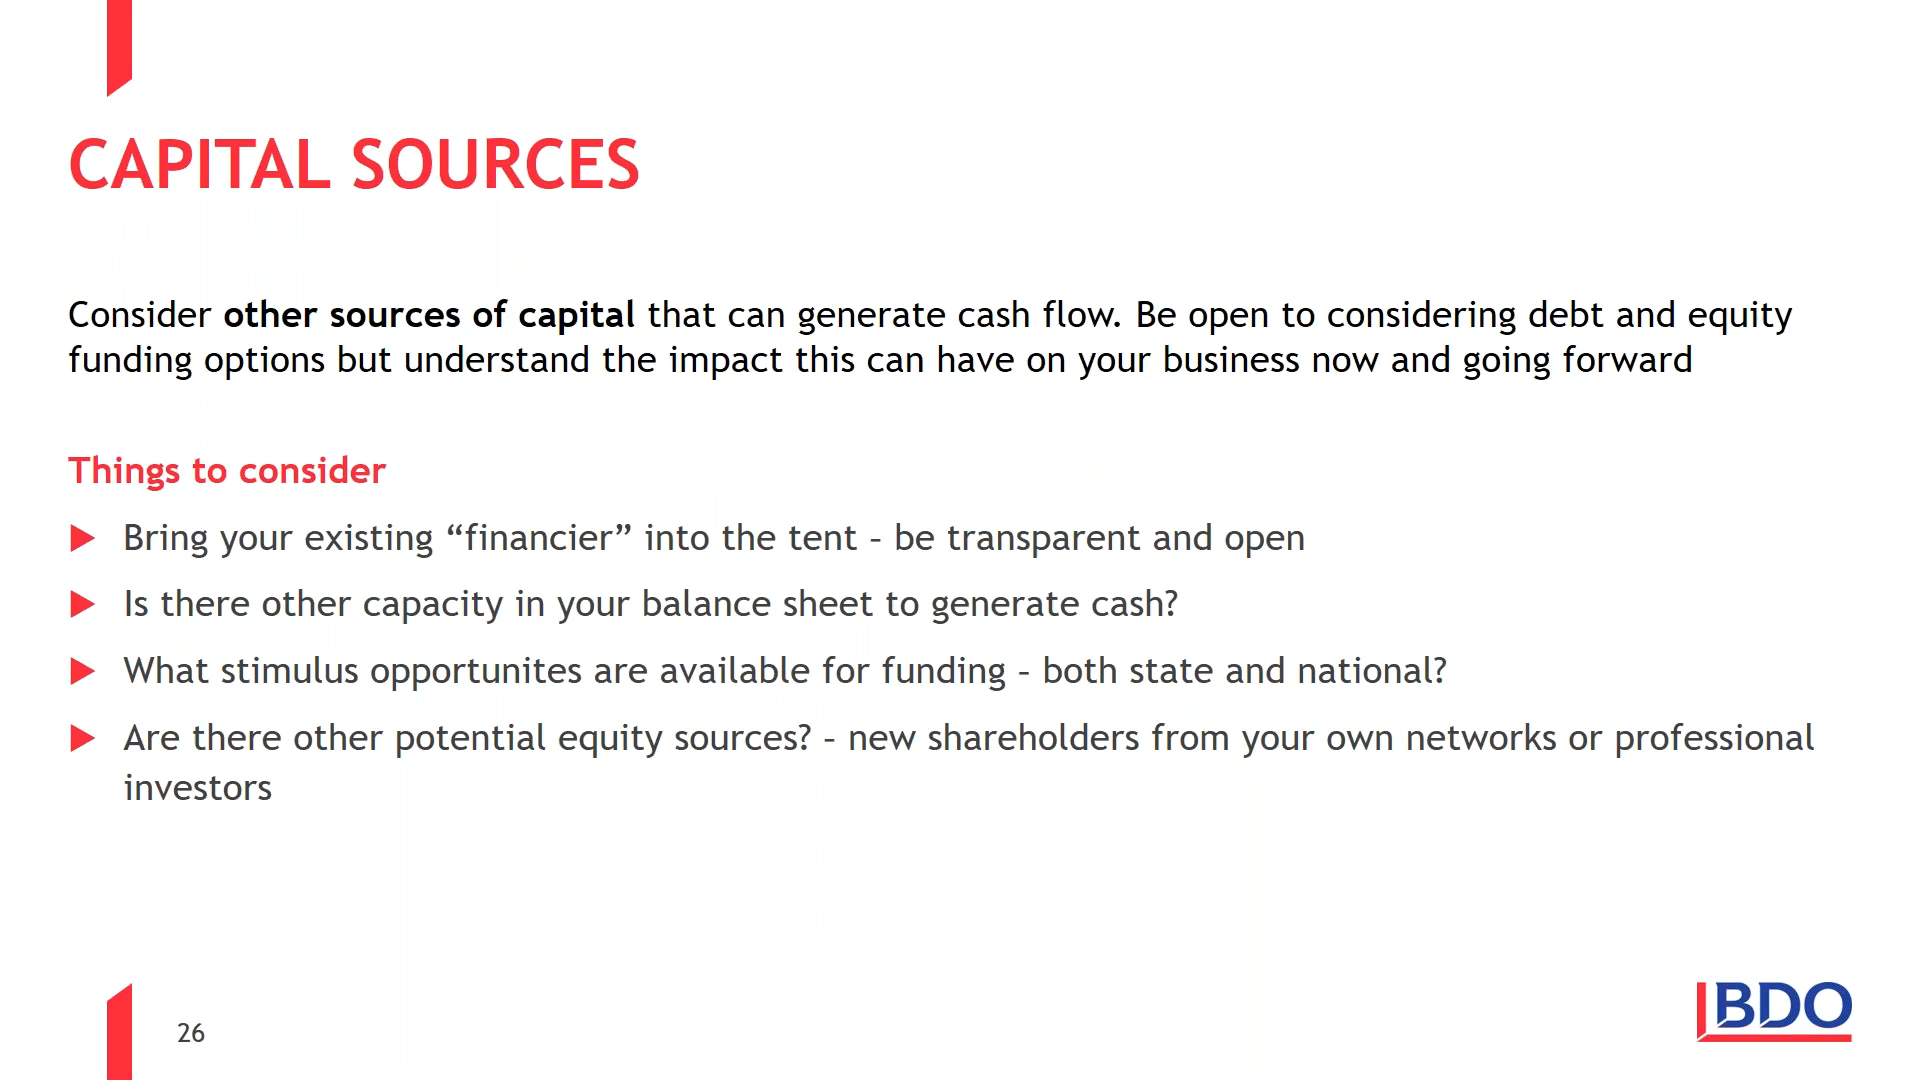 CAPITAL SOURCES
Consider other sources of capital that can generate cash flow. Be open to considering debt and equity
funding options but understand the impact this can have on your business now and going forward
Things to consider
Bring your existing “financier” into the tent – be transparent and open
Is there other capacity in your balance sheet to generate cash?
What stimulus opportunites are available for funding – both state and national?
Are there other potential equity sources? – new shareholders from your own networks or professional
investors
26
BDO